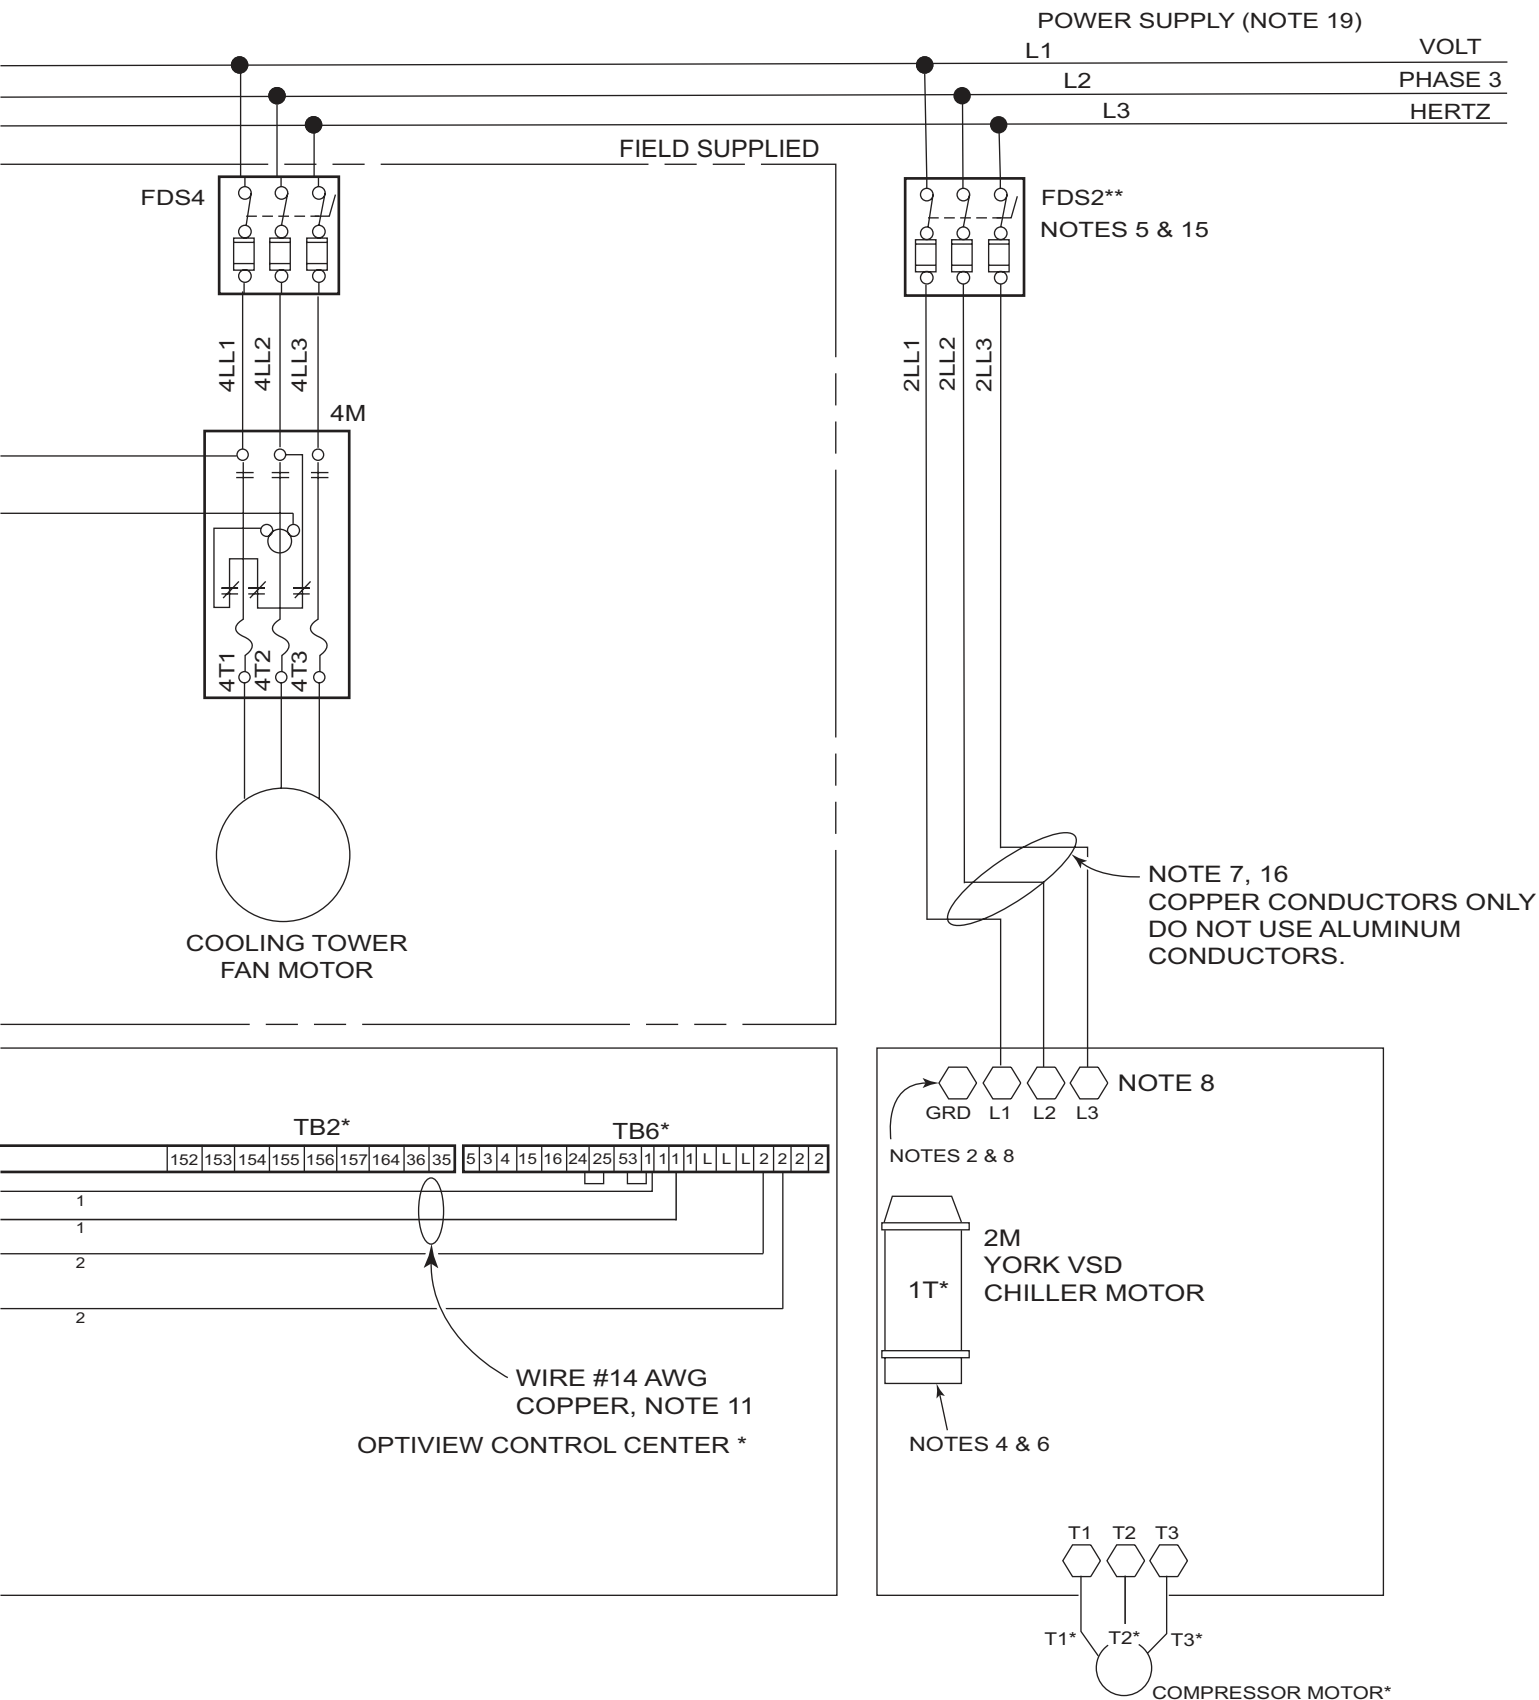 POWER SUPPLY (NOTE 19)
L1
VOLT
L2
PHASE 3
L3
HERTZ
FIELD SUPPLIED
FDS4
FDS2**
NOTES 5 & 15
4LL1
4LL2
4LL3
2LL1
2LL2
2LL3
4M
4T1
4T2
4T3
NOTE 7, 16
COPPER CONDUCTORS ONLY
DO NOT USE ALUMINUM
CONDUCTORS.
COOLING TOWER
FAN MOTOR
NOTE 8
GRD L1 L2 L3
NOTES 2 & 8
TB2*
TB6*
152 153 154 155 156 157 164 36 35
5 3 4 15 16 24 25 53 1 1 1 1 L L L 2 2 2 2
1
1
2
2
2M
YORK VSD
CHILLER MOTOR
1T*
WIRE #14 AWG
COPPER, NOTE 11
OPTIVIEW CONTROL CENTER *
NOTES 4 & 6
T1 T2 T3
T1* T2* T3*
COMPRESSOR MOTOR*